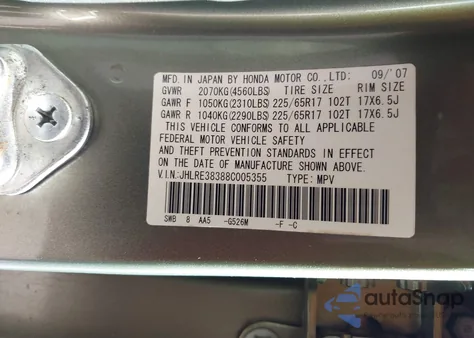 MFD. IN JAPAN BY HONDA MOTOR CO., LTD: 09/'07
GVWR 2070KG(4560LBS) TIRE SIZE RIM SIZE
GAWR F 1050KG(2310LBS) 225/65R17 102T 17X6.5J
GAWR R 1040KG(2290LBS) 225/65R17 102T 17X6.5J
THIS VEHICLE CONFORMS TO ALL APPLICABLE
FEDERAL MOTOR VEHICLE SAFETY
AND THEFT PREVENTION STANDARDS IN EFFECT
ON THE DATE OF MANUFACTURE SHOWN ABOVE.
V.I.N.:JHLRE38388C005355 TYPE: MPV
SWB 8 AA5 -G526M -F -C
autoSnap